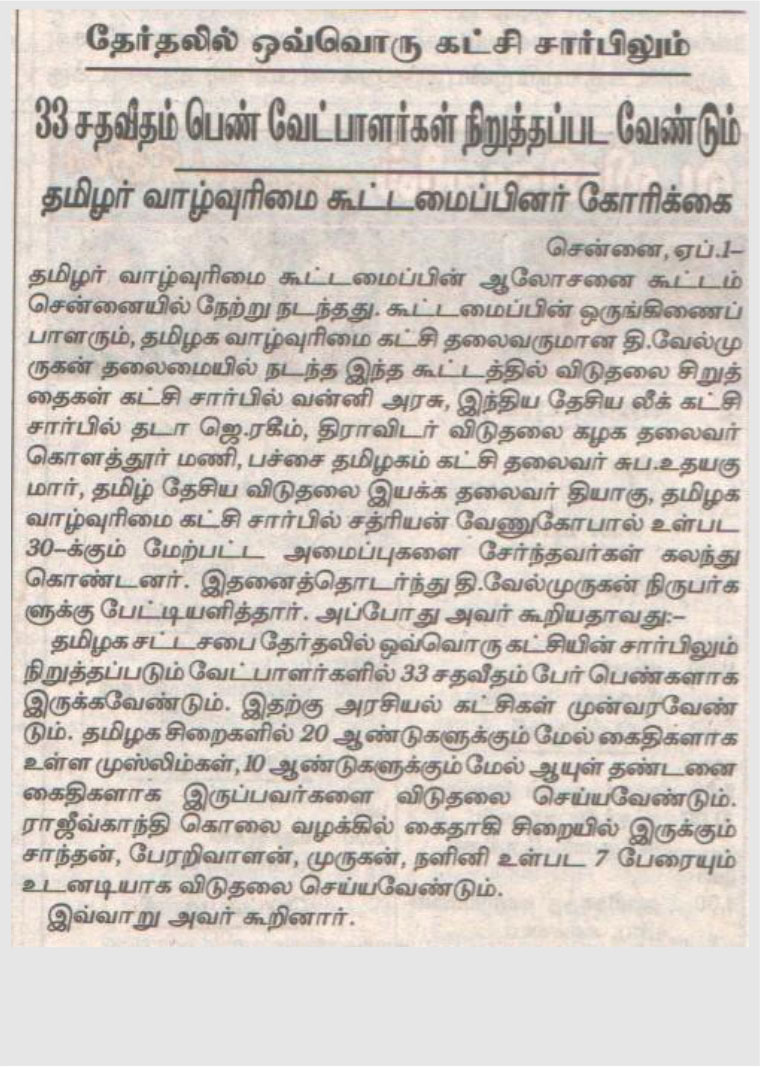 தேர்தலில் ஒவ்வொரு கட்சி சார்பிலும்
33 சதவீதம் பெண் வேட்பாளர்கள் நிறுத்தப்பட வேண்டும்
தமிழர் வாழ்வுரிமை கூட்டமைப்பினர் கோரிக்கை
சென்னை, ஏப்.1–
தமிழர் வாழ்வுரிமை கூட்டமைப்பின் ஆலோசனை கூட்டம்
சென்னையில் நேற்று நடந்தது. கூட்டமைப்பின் ஒருங்கிணைப்
பாளரும், தமிழக வாழ்வுரிமை கட்சி தலைவருமான தி.வேல்மு
ருகன் தலைமையில் நடந்த இந்த கூட்டத்தில் விடுதலை சிறுத்
தைகள் கட்சி சார்பில் வன்னி அரசு, இந்திய தேசிய லீக் கட்சி
சார்பில் தடா ஜெ.ரகீம், திராவிடர் விடுதலை கழக தலைவர்
கொளத்தூர் மணி, பச்சை தமிழகம் கட்சி தலைவர் சுப.உதயகு
மார், தமிழ் தேசிய விடுதலை இயக்க தலைவர் தியாகு, தமிழக
வாழ்வுரிமை கட்சி சார்பில் சத்ரியன் வேணுகோபால் உள்பட
30–க்கும் மேற்பட்ட அமைப்புகளை சேர்ந்தவர்கள் கலந்து
கொண்டனர். இதனைத்தொடர்ந்து தி.வேல்முருகன் நிருபர்க
ளுக்கு பேட்டியளித்தார். அப்போது அவர் கூறியதாவது:–
தமிழக சட்டசபை தேர்தலில் ஒவ்வொரு கட்சியின் சார்பிலும்
நிறுத்தப்படும் வேட்பாளர்களில் 33 சதவீதம் பேர் பெண்களாக
இருக்கவேண்டும். இதற்கு அரசியல் கட்சிகள் முன்வரவேண்
டும். தமிழக சிறைகளில் 20 ஆண்டுகளுக்கும் மேல் கைதிகளாக
உள்ள முஸ்லிம்கள், 10 ஆண்டுகளுக்கும் மேல் ஆயுள் தண்டனை
கைதிகளாக இருப்பவர்களை விடுதலை செய்யவேண்டும்.
ராஜீவ்காந்தி கொலை வழக்கில் கைதாகி சிறையில் இருக்கும்
சாந்தன், பேரறிவாளன், முருகன், நளினி உள்பட 7 பேரையும்
உடனடியாக விடுதலை செய்யவேண்டும்.
இவ்வாறு அவர் கூறினார்.